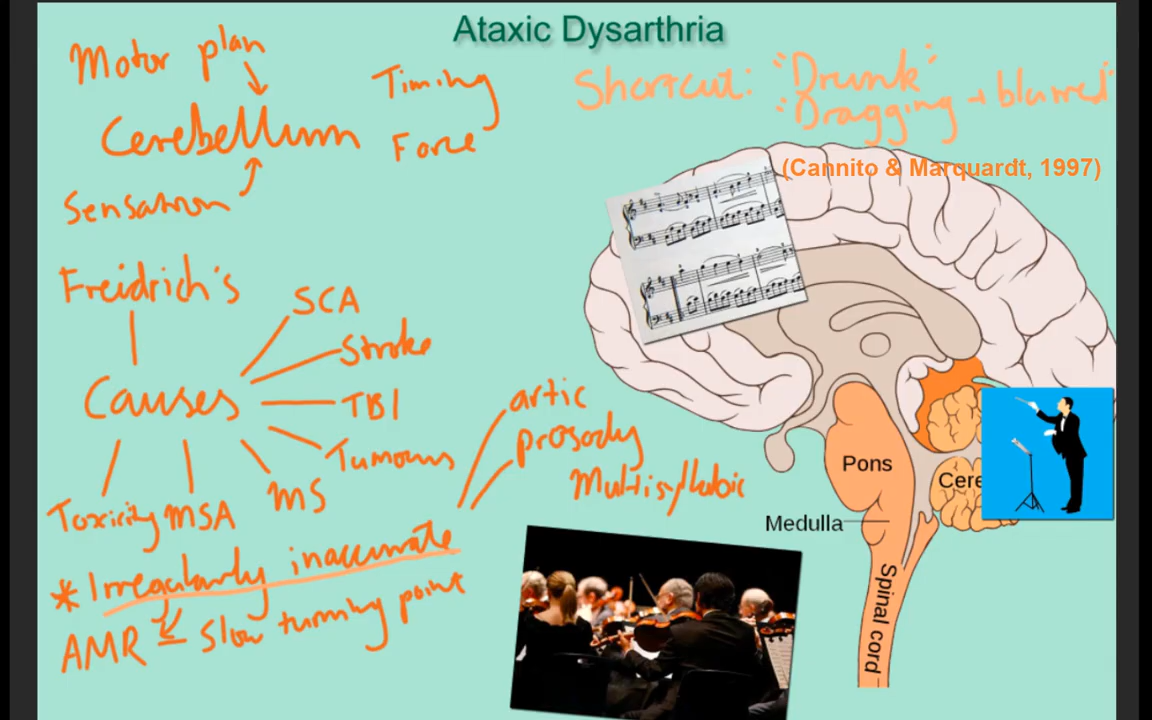 Ataxic Dysarthria
Motor plan
Cerebellum
Sensation
Timing
Force
Shortcut: "Drunk"
"Dragging + blurred"
(Cannito & Marquardt, 1997)
Freidrich's
Causes
SCA
Stroke
TBI
Tumours
MS
MSA
Toxicity
artic
prosody
Multisyllabic
* Irregularly inaccurate
AMR
slow turning point
Pons
Cere
Medulla
Spinal cord